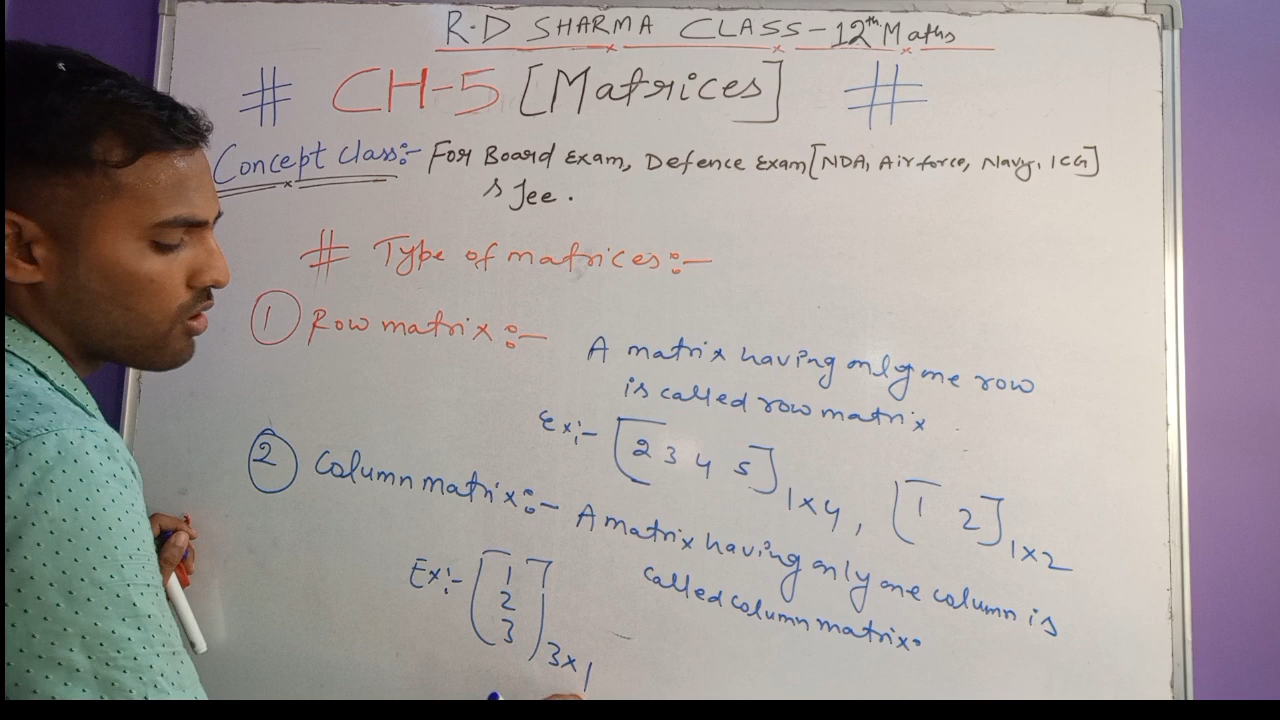 R.D SHARMA CLASS-12th Maths
# CH-5 [Matrices] #
Concept class:- For Board Exam, Defence Exam [NDA, Airforce, Navy, ICG]
& Jee.
# Type of matrices:-
① Row matrix:- A matrix having only one row
is called row matrix
Ex:- [2 3 4 5]1×4, [1 2]1×2
② Column matrix:- A matrix having only one column is
called column matrix.
Ex:- [1
2
3]3×1